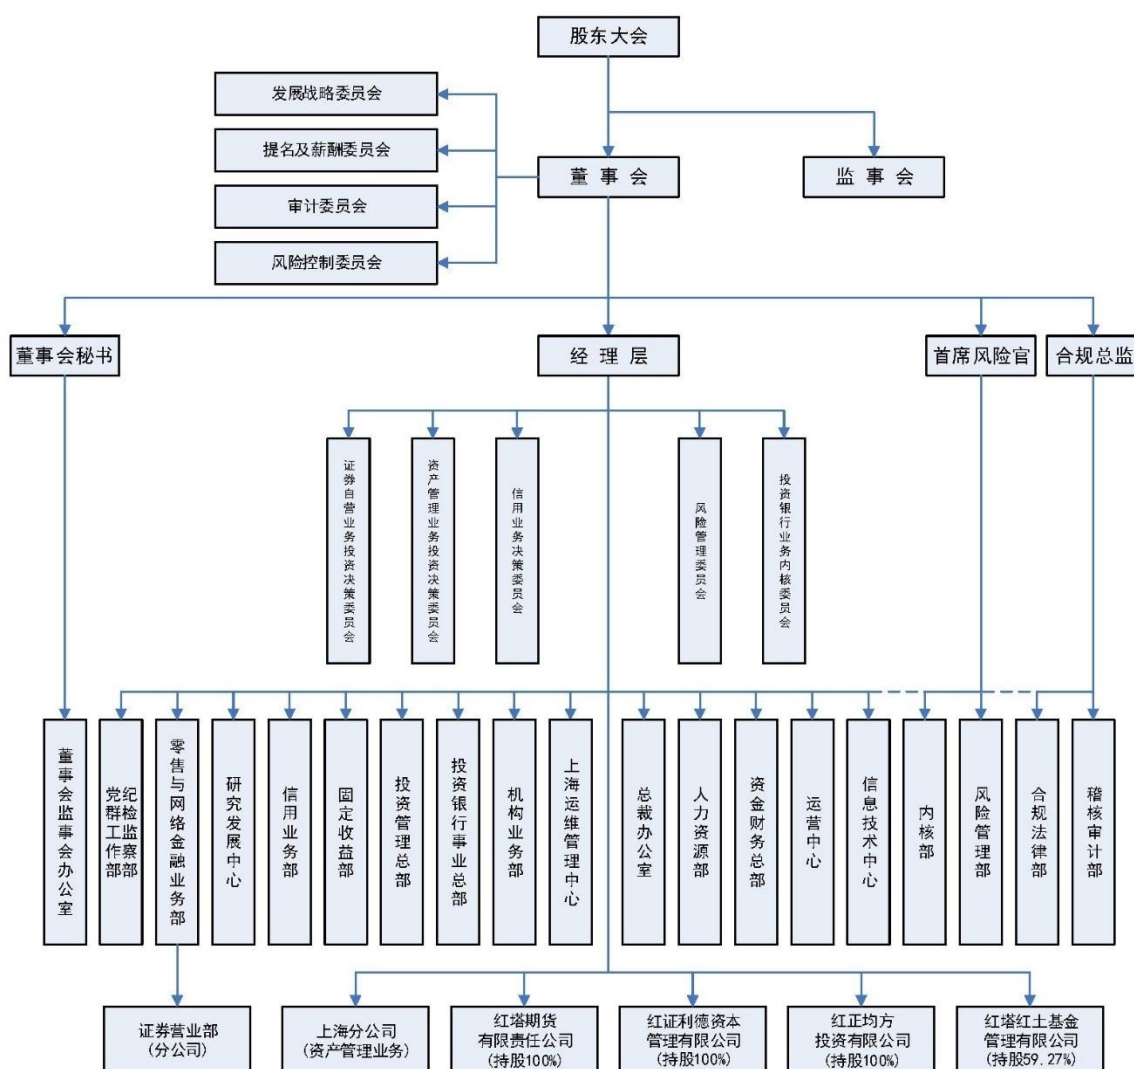 股东大会
发展战略委员会
提名及薪酬委员会
董事会
监事会
审计委员会
风险控制委员会
董事会秘书
经理层
首席风险官
合规总监
证券自营业务投资决策委员会
资产管理业务投资决策委员会
信用业务决策委员会
风险管理委员会
投资银行业务内核委员会
董事会监事会办公室
纪检监察部
党群工作部
零售与网络金融业务部
研究发展中心
信用业务部
固定收益部
投资管理总部
投资银行事业总部
机构业务部
上海运维管理中心
总裁办公室
人力资源部
资金财务总部
运营中心
信息技术中心
内核部
风险管理部
合规法律部
稽核审计部
证券营业部
(分公司)
上海分公司
(资产管理业务)
红塔期货
有限责任公司
(持股100%)
红证利德资本
管理有限公司
(持股100%)
红正均方
投资有限公司
(持股100%)
红塔红土基金
管理有限公司
(持股59.27%)